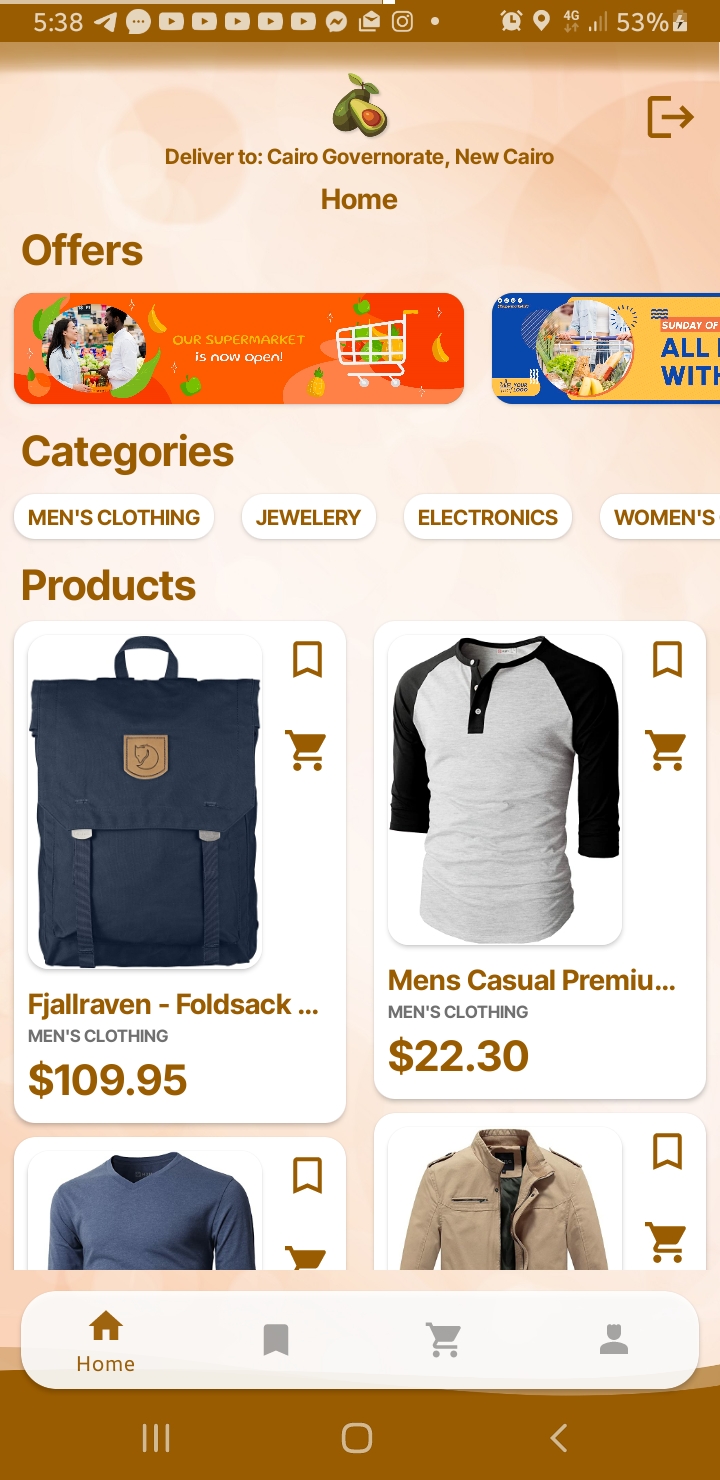 5:38
4G
53%
Deliver to: Cairo Governorate, New Cairo
Home
Offers
OUR SUPERMARKET
is now open!
SUNDAY OF
ALL
WITH
Categories
MEN'S CLOTHING
JEWELERY
ELECTRONICS
WOMEN'S
Products
Fjallraven - Foldsack ...
MEN'S CLOTHING
$109.95
Mens Casual Premiu...
MEN'S CLOTHING
$22.30
Home